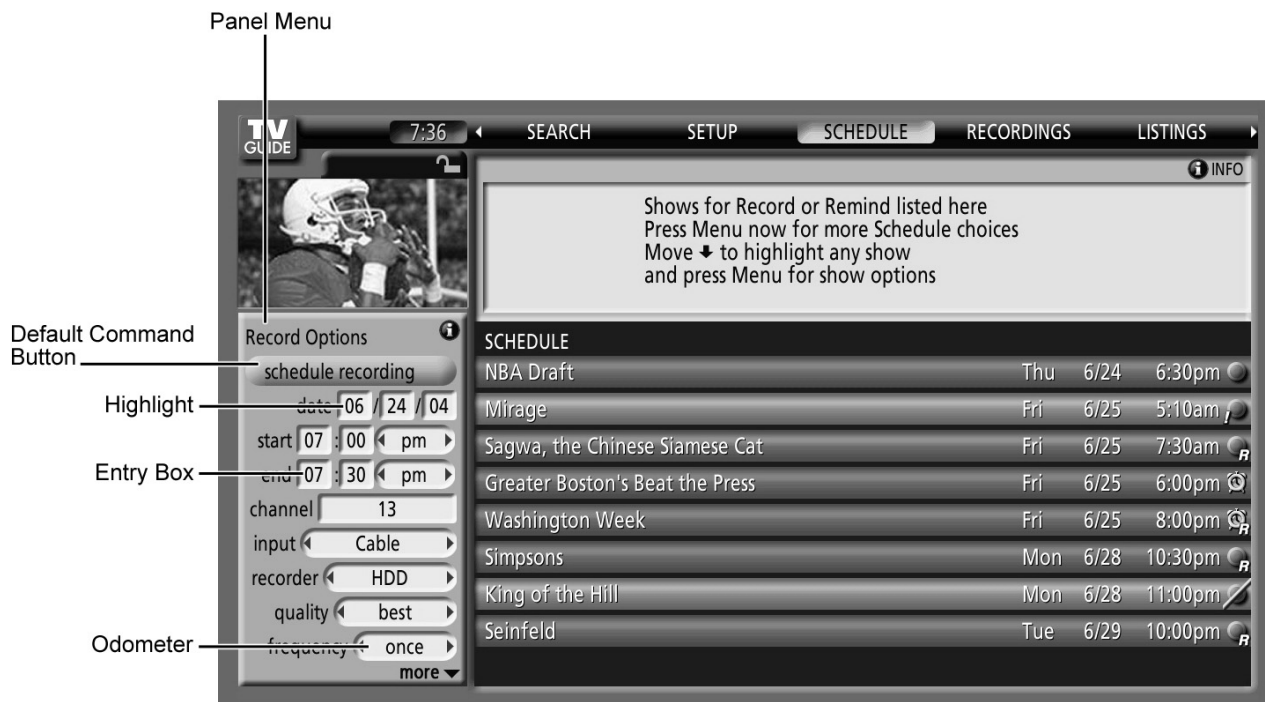 Panel Menu
TV GUIDE
7:36
SEARCH SETUP SCHEDULE RECORDINGS LISTINGS
i INFO
Shows for Record or Remind listed here
Press Menu now for more Schedule choices
Move 🡇 to highlight any show
and press Menu for show options
Default Command
Button
Highlight
Entry Box
Odometer
Record Options i
schedule recording
date 06 / 24 / 04
start 07 : 00 pm
end 07 : 30 pm
channel 13
input Cable
recorder HDD
quality best
frequency once
more
SCHEDULE
NBA Draft Thu 6/24 6:30pm
Mirage Fri 6/25 5:10am !
Sagwa, the Chinese Siamese Cat Fri 6/25 7:30am R
Greater Boston's Beat the Press Fri 6/25 6:00pm
Washington Week Fri 6/25 8:00pm R
Simpsons Mon 6/28 10:30pm R
King of the Hill Mon 6/28 11:00pm
Seinfeld Tue 6/29 10:00pm R